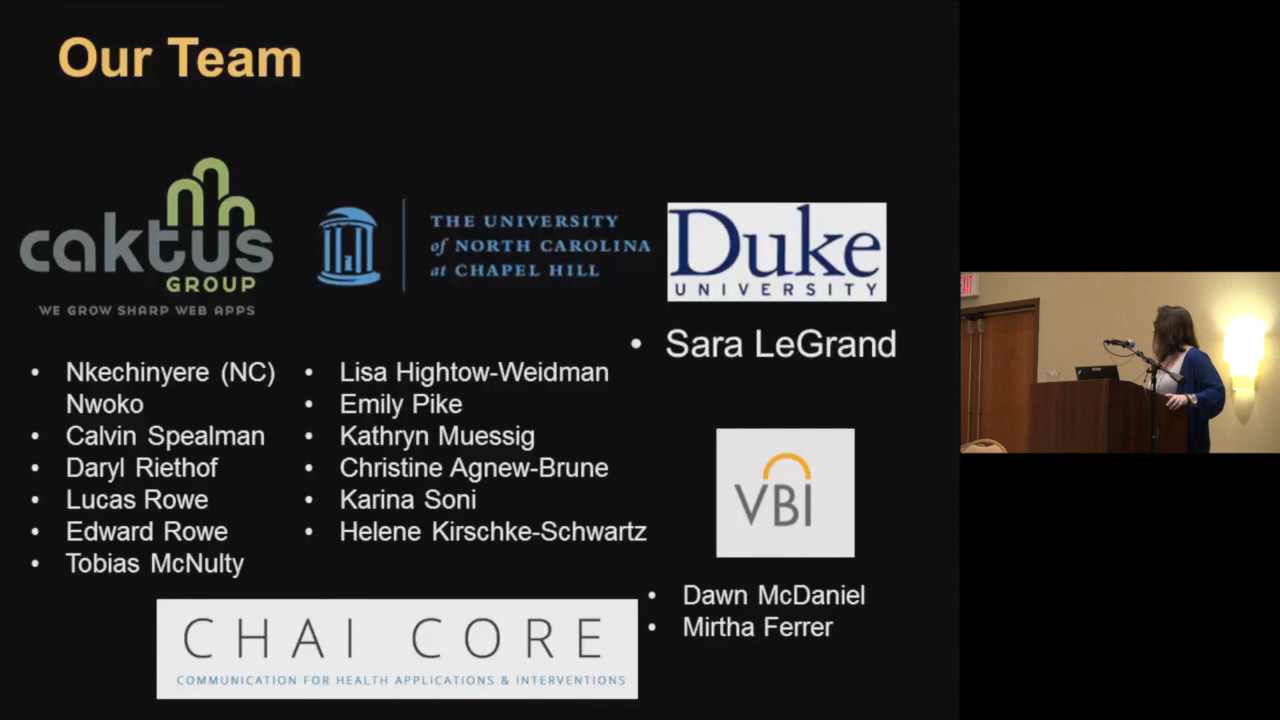 Our Team
caktus
GROUP
WE GROW SHARP WEB APPS
THE UNIVERSITY
of NORTH CAROLINA
at CHAPEL HILL
Duke
UNIVERSITY
• Sara LeGrand
• Nkechinyere (NC)
Nwoko
• Calvin Spealman
• Daryl Riethof
• Lucas Rowe
• Edward Rowe
• Tobias McNulty
• Lisa Hightow-Weidman
• Emily Pike
• Kathryn Muessig
• Christine Agnew-Brune
• Karina Soni
• Helene Kirschke-Schwartz
VBI
• Dawn McDaniel
• Mirtha Ferrer
CHAI CORE
COMMUNICATION FOR HEALTH APPLICATIONS & INTERVENTIONS
EXIT